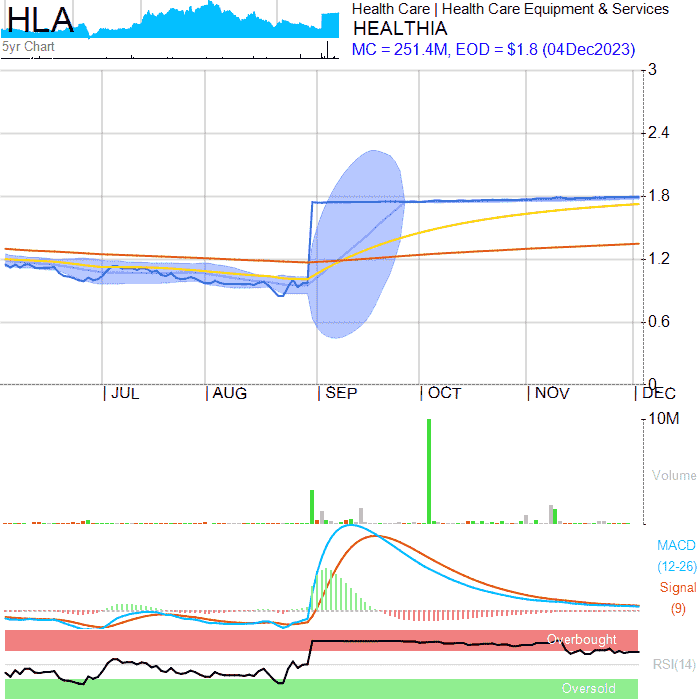 HLA
5yr Chart
Health Care | Health Care Equipment & Services
HEALTHIA
MC = 251.4M, EOD = $1.8 (04Dec2023)
3
2.4
1.8
1.2
0.6
0
JUL AUG SEP OCT NOV DEC
10M
Volume
MACD
(12-26)
Signal
(9)
Overbought
RSI(14)
Oversold